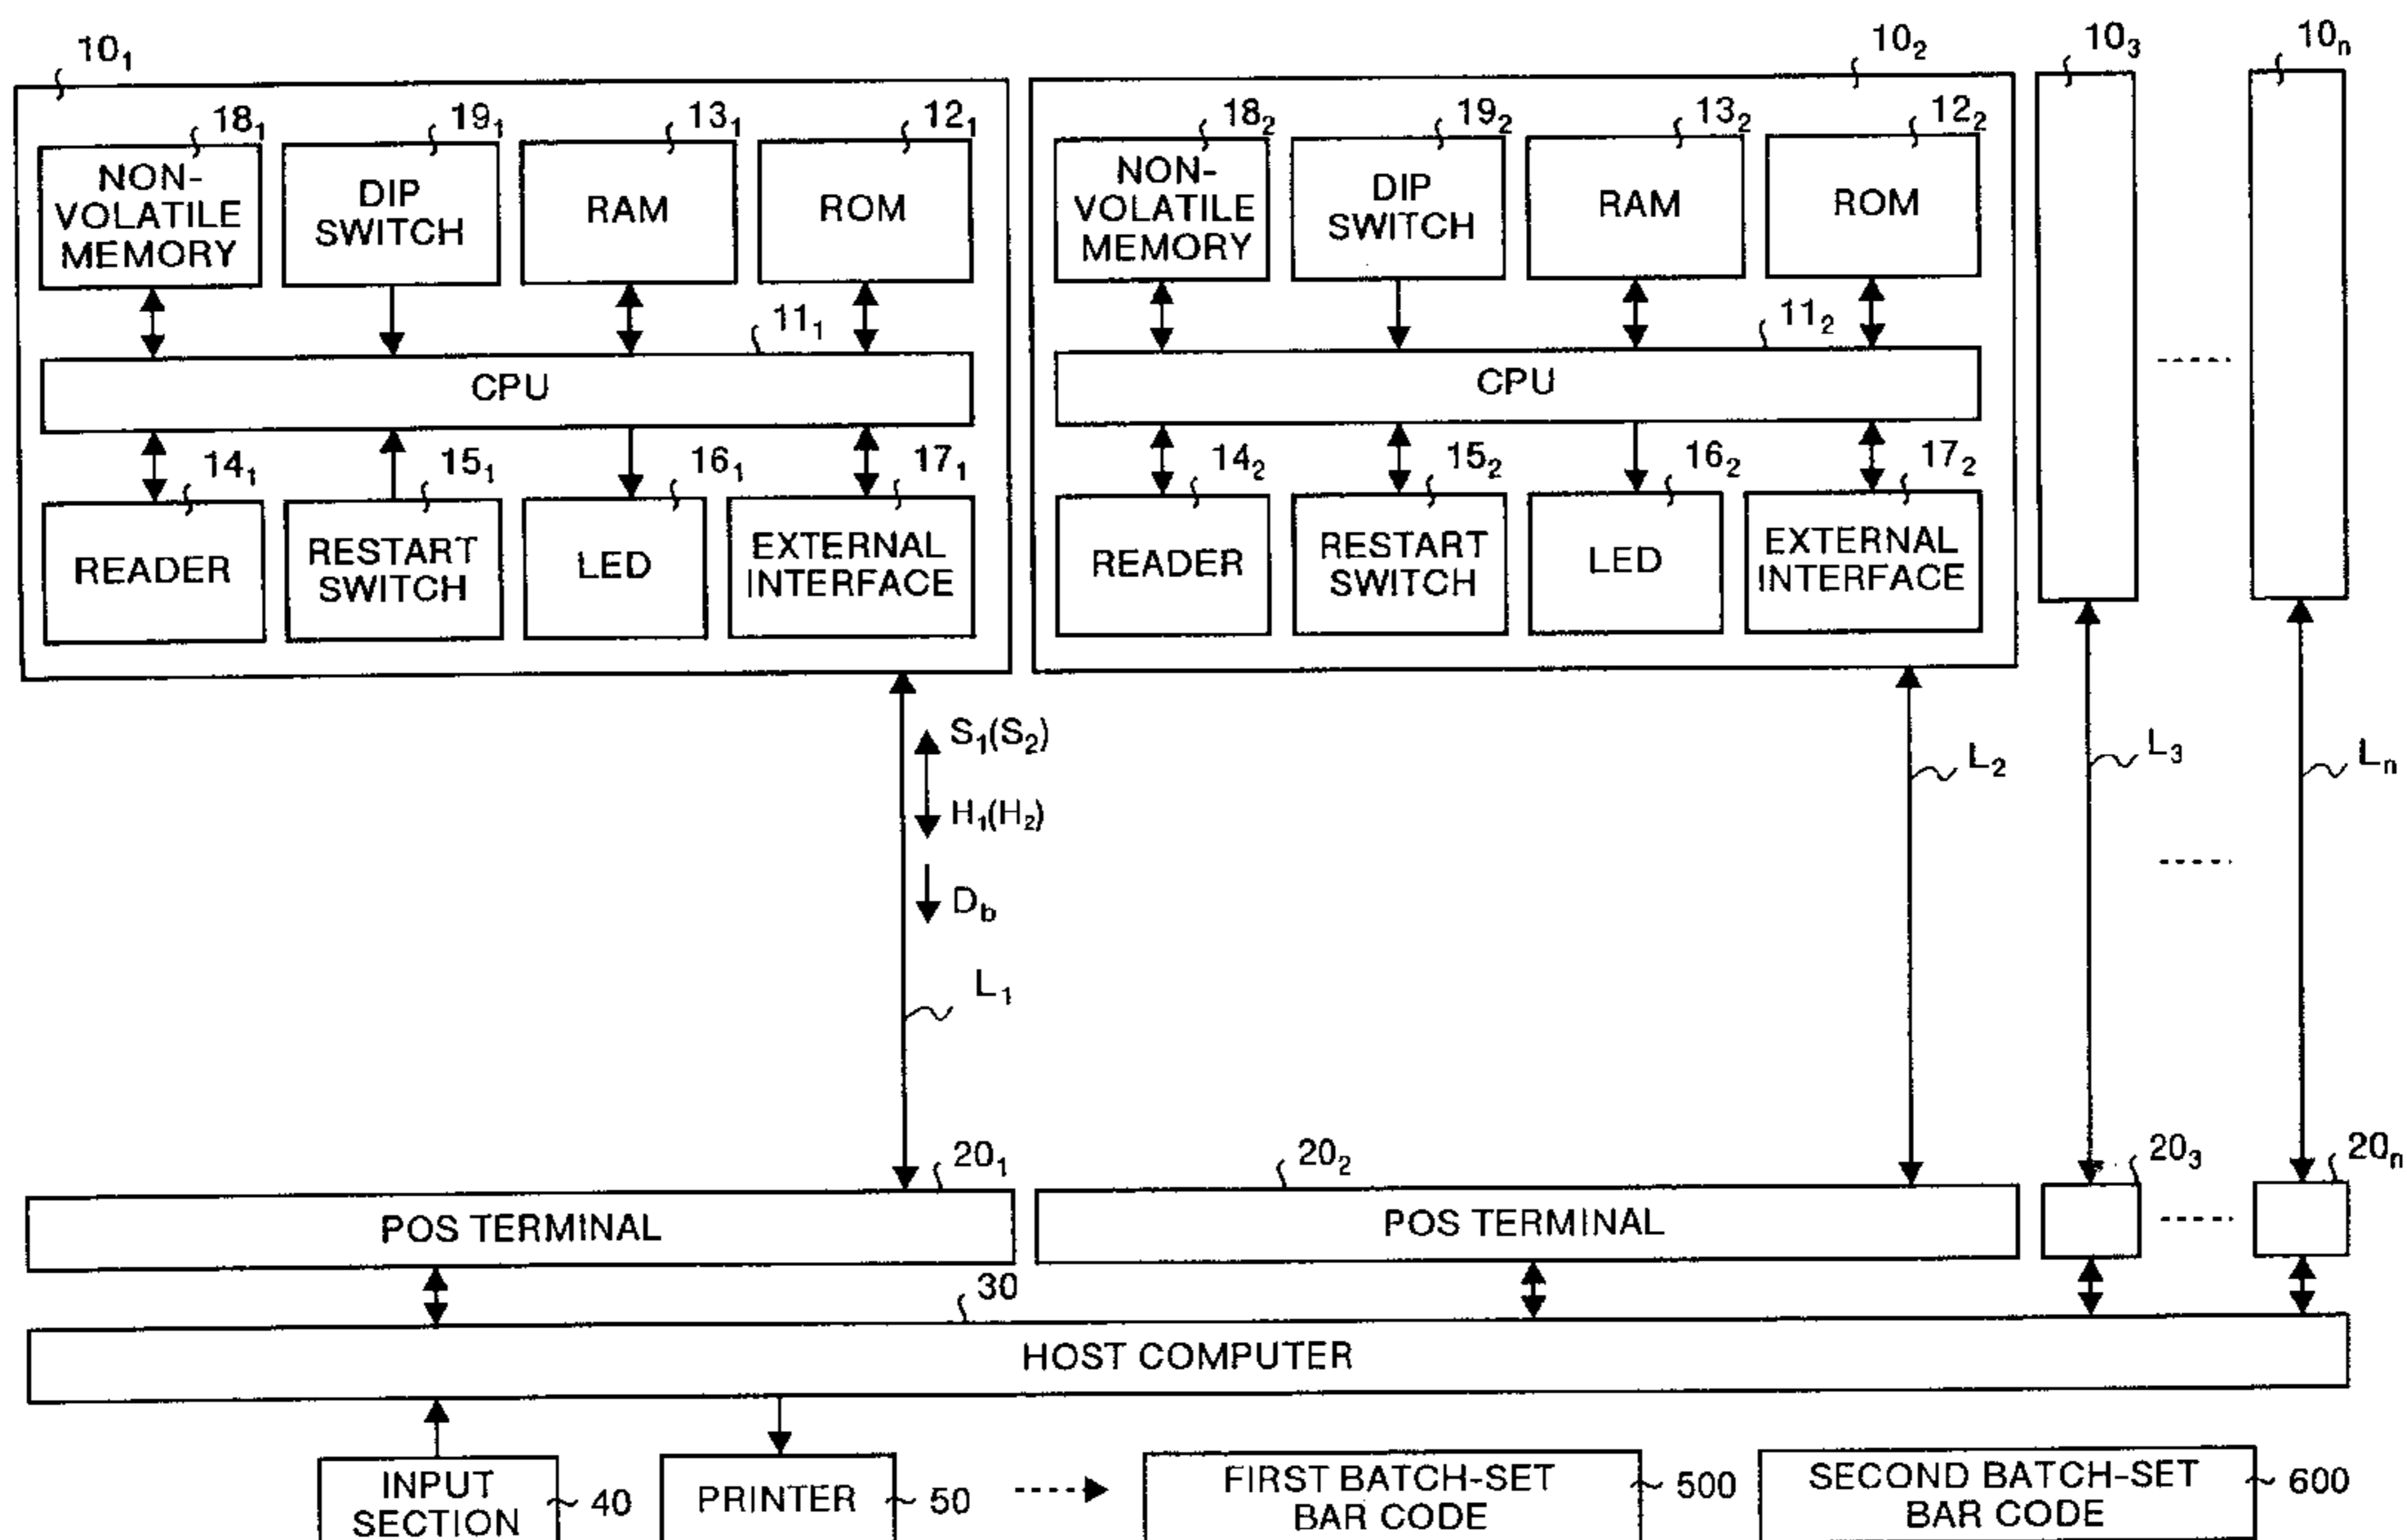 10₁ 10₂ 10₃ 10ₙ
18₁ 19₁ 13₁ 12₁
NON-
VOLATILE
MEMORY
DIP
SWITCH
RAM
ROM
11₁
CPU
14₁ 15₁ 16₁ 17₁
READER
RESTART
SWITCH
LED
EXTERNAL
INTERFACE
18₂ 19₂ 13₂ 12₂
NON-
VOLATILE
MEMORY
DIP
SWITCH
RAM
ROM
11₂
CPU
14₂ 15₂ 16₂ 17₂
READER
RESTART
SWITCH
LED
EXTERNAL
INTERFACE
S₁(S₂)
H₁(H₂)
D_b
L₁
L₂
L₃
Lₙ
20₁ 20₂ 20₃ 20ₙ
POS TERMINAL
POS TERMINAL
30
HOST COMPUTER
INPUT
SECTION
40
PRINTER
50
FIRST BATCH-SET
BAR CODE
500
SECOND BATCH-SET
BAR CODE
600